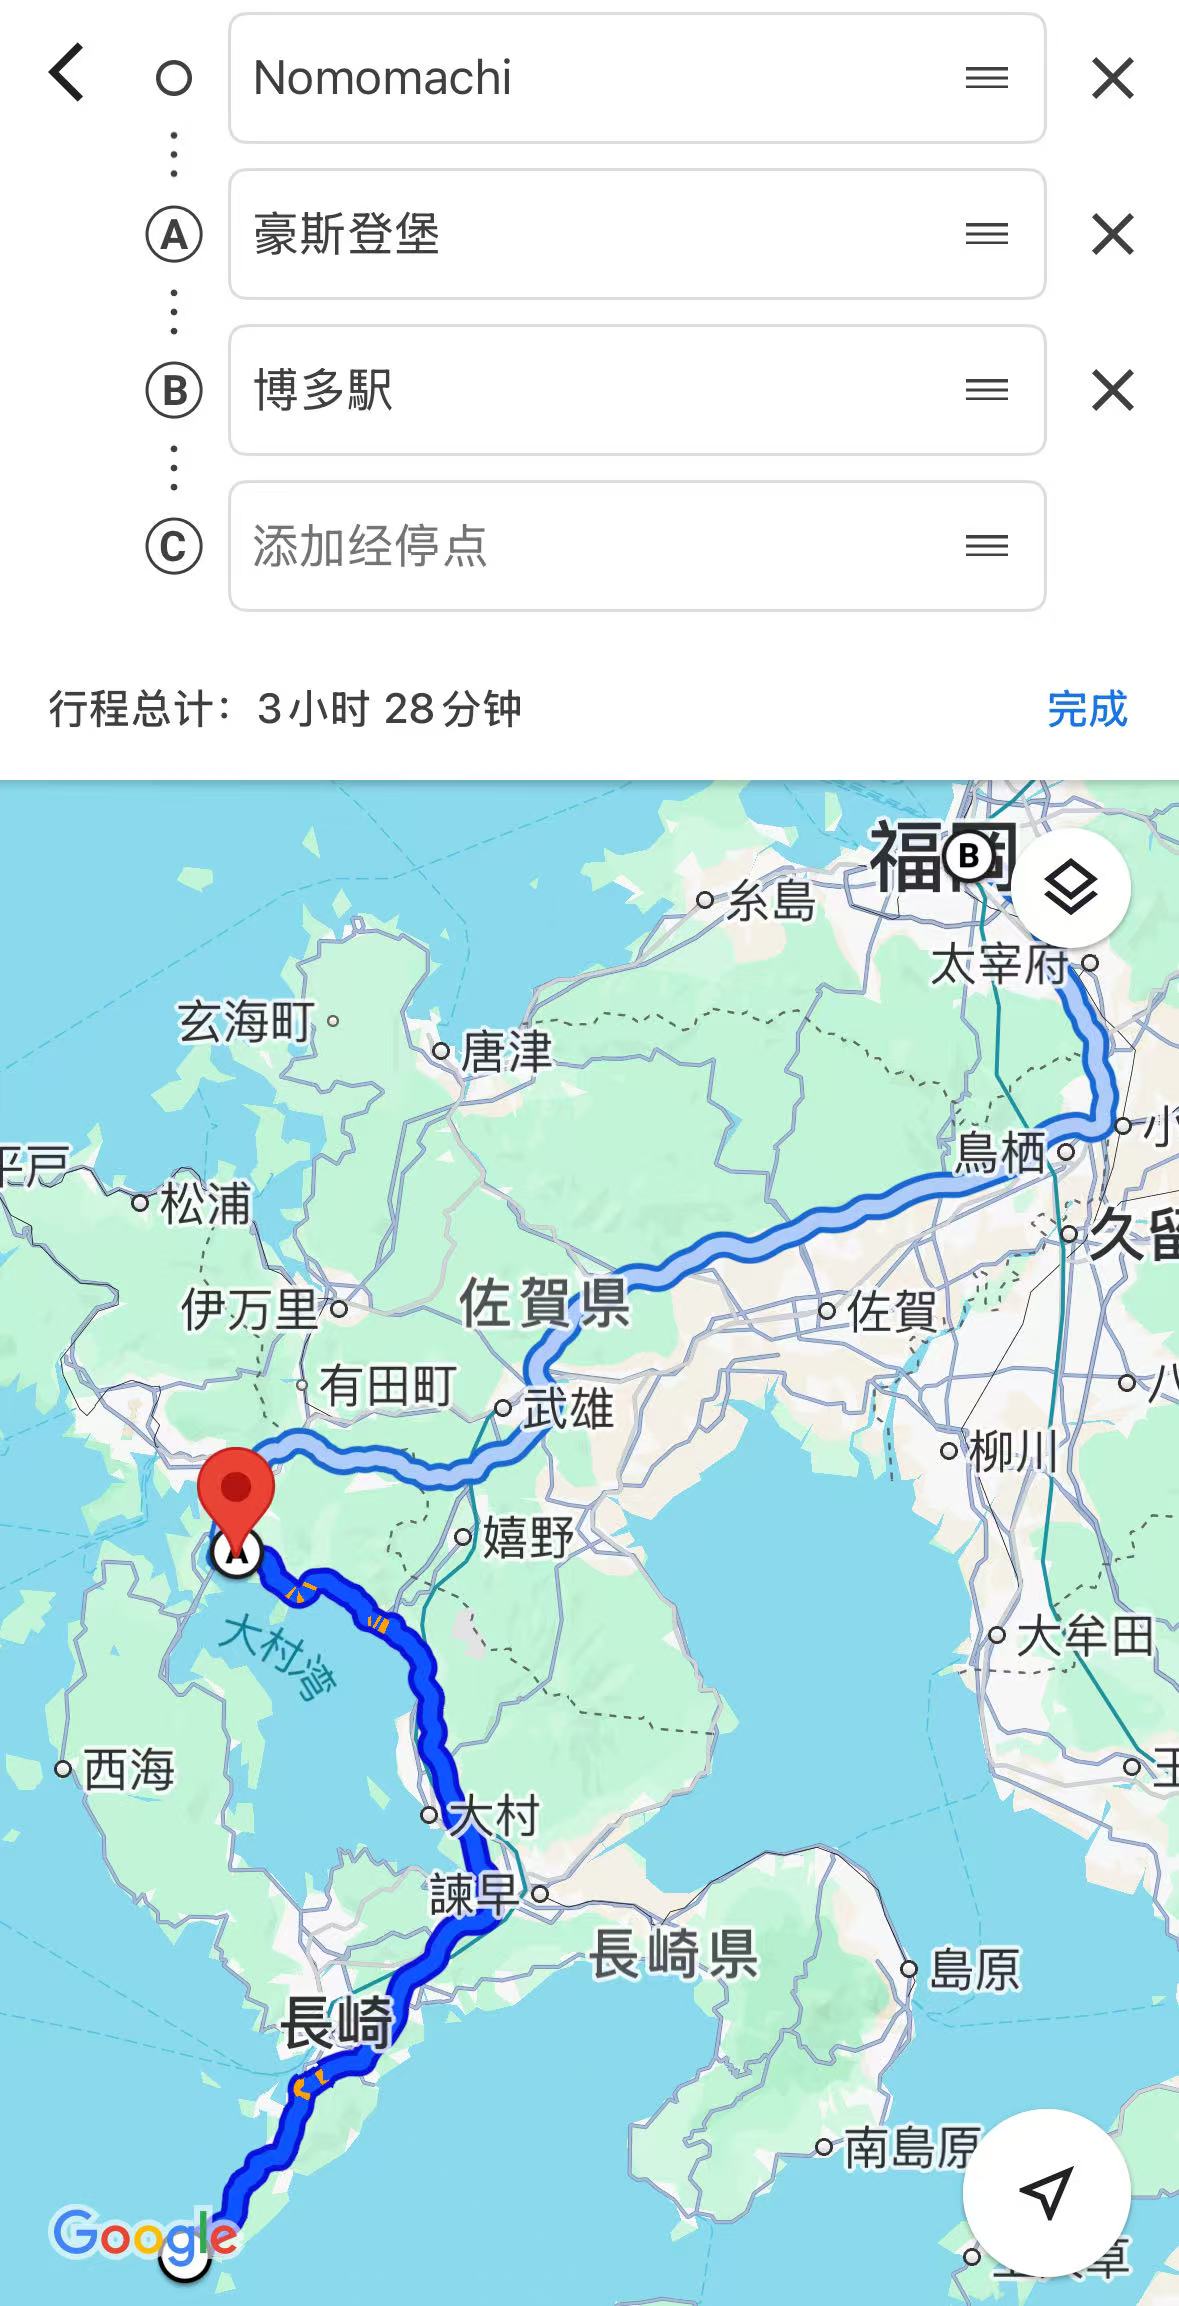 Nomomachi
A
豪斯登堡
B
博多駅
C
添加经停点
行程总计：3小时 28分钟
完成
福岡
B
糸島
太宰府
玄海町
唐津
小
鳥栖
平戸
松浦
久留
佐賀県
伊万里
佐賀
有田町
武雄
八
柳川
A
嬉野
大村湾
大牟田
西海
玉
大村
諫早
長崎県
島原
長崎
南島原
Google
草